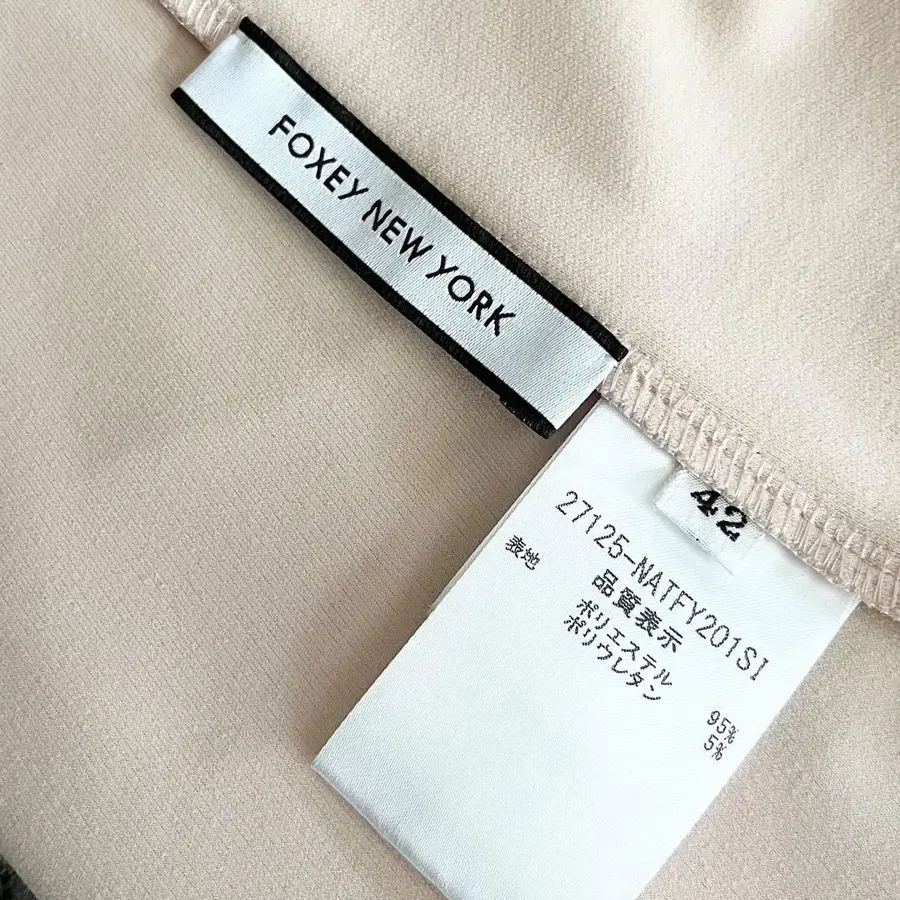 FOXEY NEW YORK
42
27125-NATFY201SI
品質表示
表地 ポリエステル 95%
ポリウレタン 5%